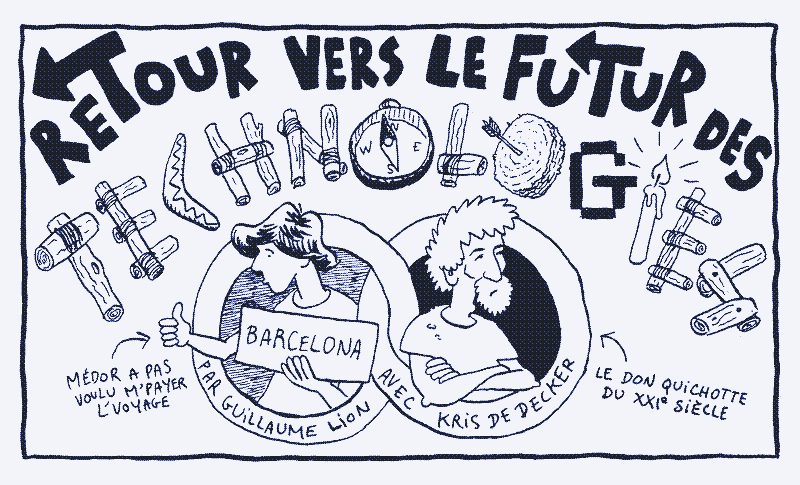 RETOUR VERS LE FUTUR DES
TECHNOLOGIES
N
W E
S
BARCELONA
MÉDOR A PAS
VOULU M'PAYER
L'VOYAGE
PAR GUILLAUME LION
AVEC KRIS DE DECKER
LE DON QUICHOTTE
DU XXIe SIÈCLE